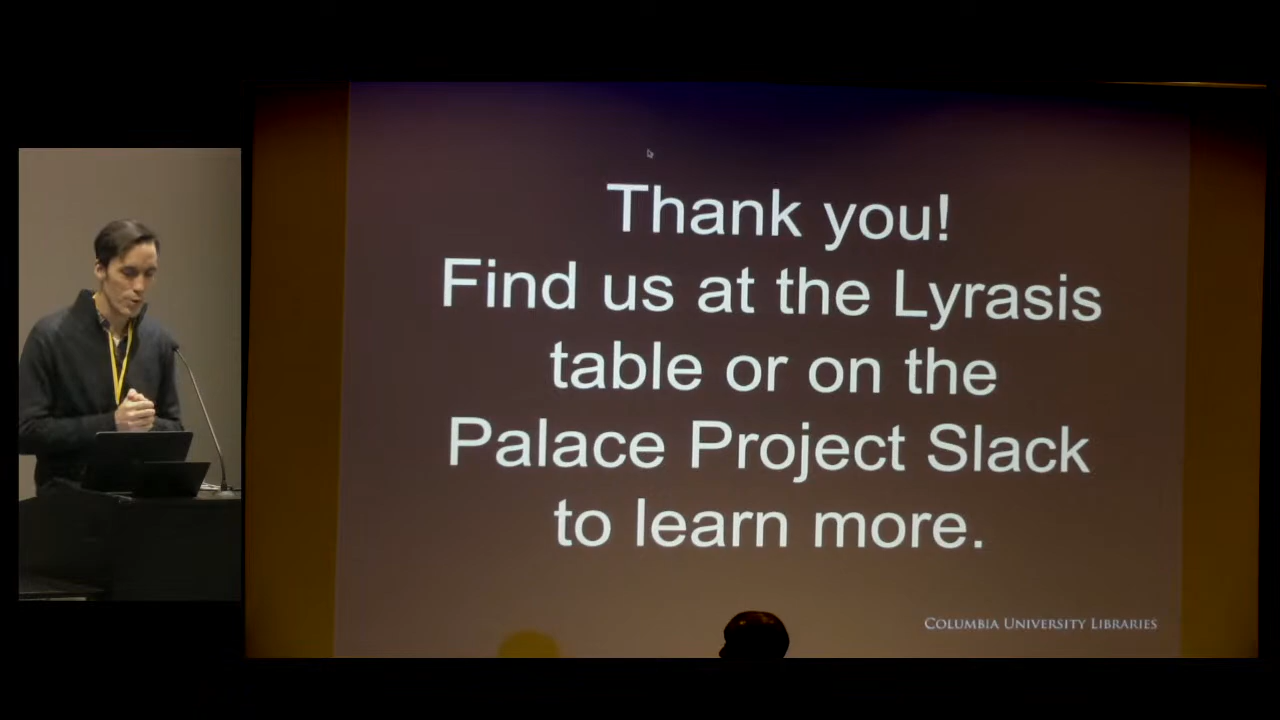 Thank you!
Find us at the Lyrasis
table or on the
Palace Project Slack
to learn more.
COLUMBIA UNIVERSITY LIBRARIES